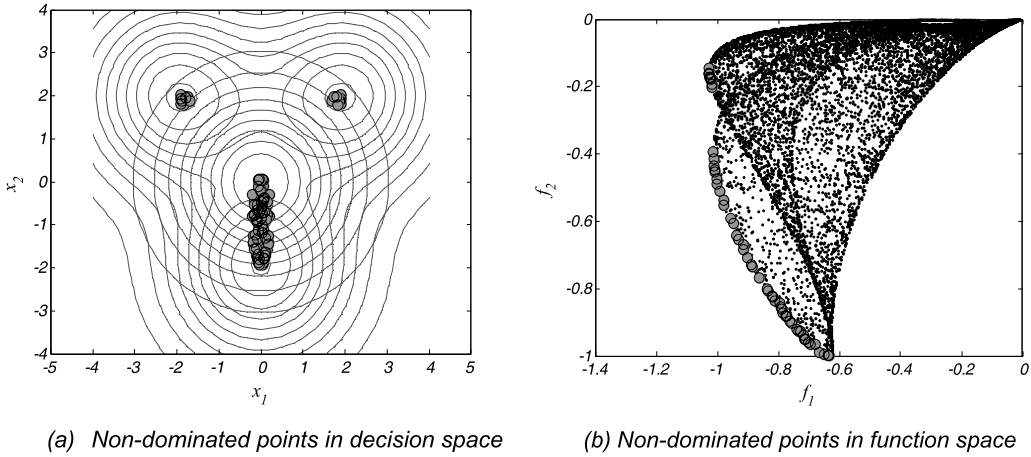 4
3
2
1
0
-1
-2
-3
-4
x2
-5 -4 -3 -2 -1 0 1 2 3 4 5
x1
(a) Non-dominated points in decision space
0
-0.2
-0.4
-0.6
-0.8
-1
f2
-1.4 -1.2 -1 -0.8 -0.6 -0.4 -0.2 0
f1
(b) Non-dominated points in function space